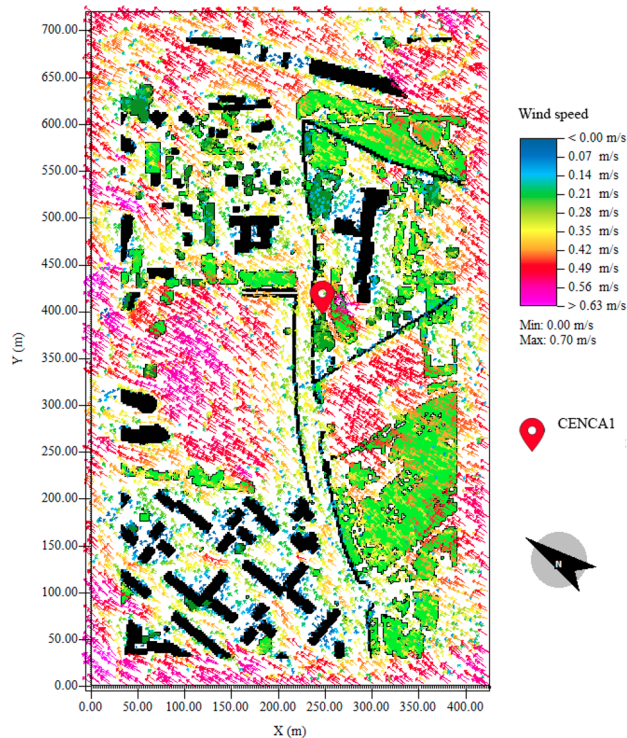 700.00
650.00
600.00
550.00
500.00
450.00
400.00
350.00
300.00
250.00
200.00
150.00
100.00
50.00
0.00
Y (m)
0.00 50.00 100.00 150.00 200.00 250.00 300.00 350.00 400.00
X (m)
Wind speed
< 0.00 m/s
0.07 m/s
0.14 m/s
0.21 m/s
0.28 m/s
0.35 m/s
0.42 m/s
0.49 m/s
0.56 m/s
> 0.63 m/s
Min: 0.00 m/s
Max: 0.70 m/s
CENCA1
N